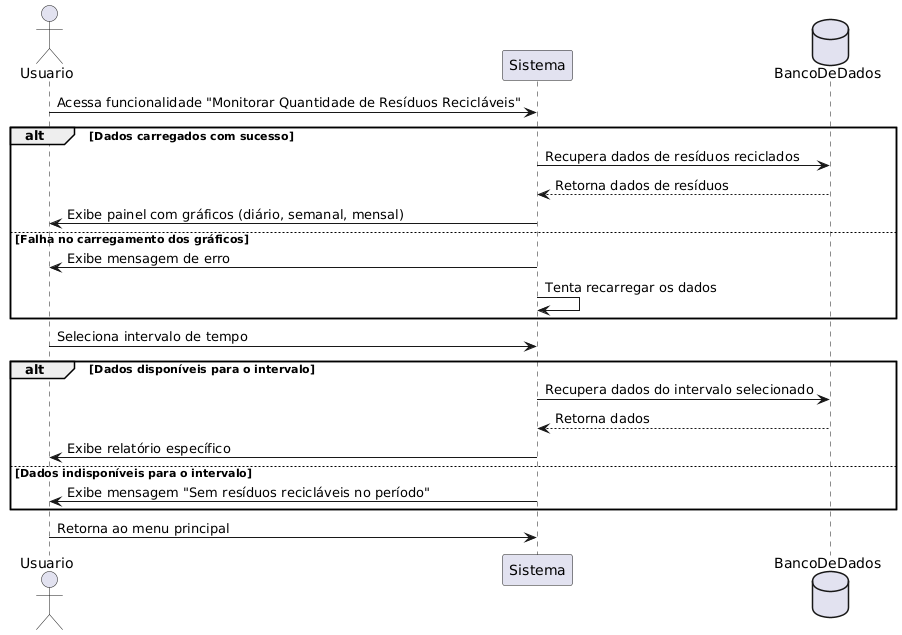 Usuario
Sistema
BancoDeDados
Acessa funcionalidade "Monitorar Quantidade de Resíduos Recicláveis"
alt [Dados carregados com sucesso]
Recupera dados de resíduos reciclados
Retorna dados de resíduos
Exibe painel com gráficos (diário, semanal, mensal)
[Falha no carregamento dos gráficos]
Exibe mensagem de erro
Tenta recarregar os dados
Seleciona intervalo de tempo
alt [Dados disponíveis para o intervalo]
Recupera dados do intervalo selecionado
Retorna dados
Exibe relatório específico
[Dados indisponíveis para o intervalo]
Exibe mensagem "Sem resíduos recicláveis no período"
Retorna ao menu principal
Usuario
Sistema
BancoDeDados